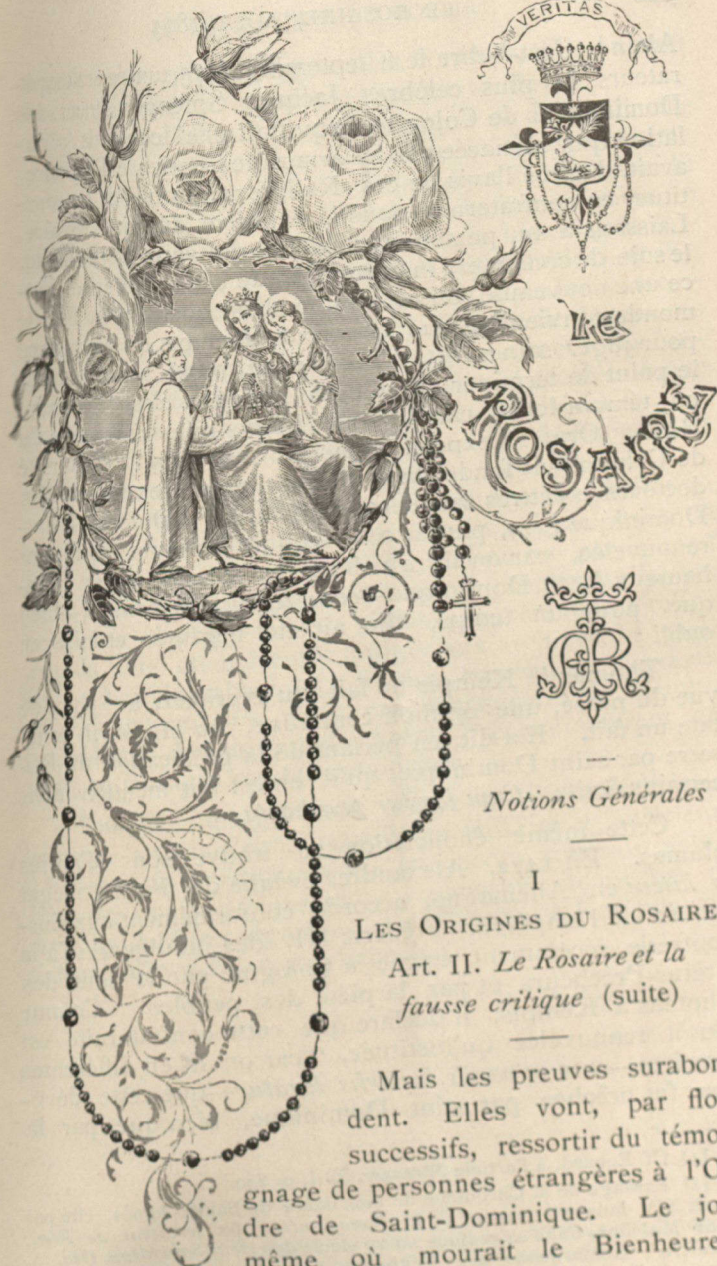 VERITAS
LE
ROSAIRE
Notions Générales
I
LES ORIGINES DU ROSAIRE
Art. II. Le Rosaire et la
fausse critique (suite)
Mais les preuves surabon
dent. Elles vont, par flo
successifs, ressortir du témo
gnage de personnes étrangères à l'O
dre de Saint-Dominique. Le jo
même où mourait le Bienheure